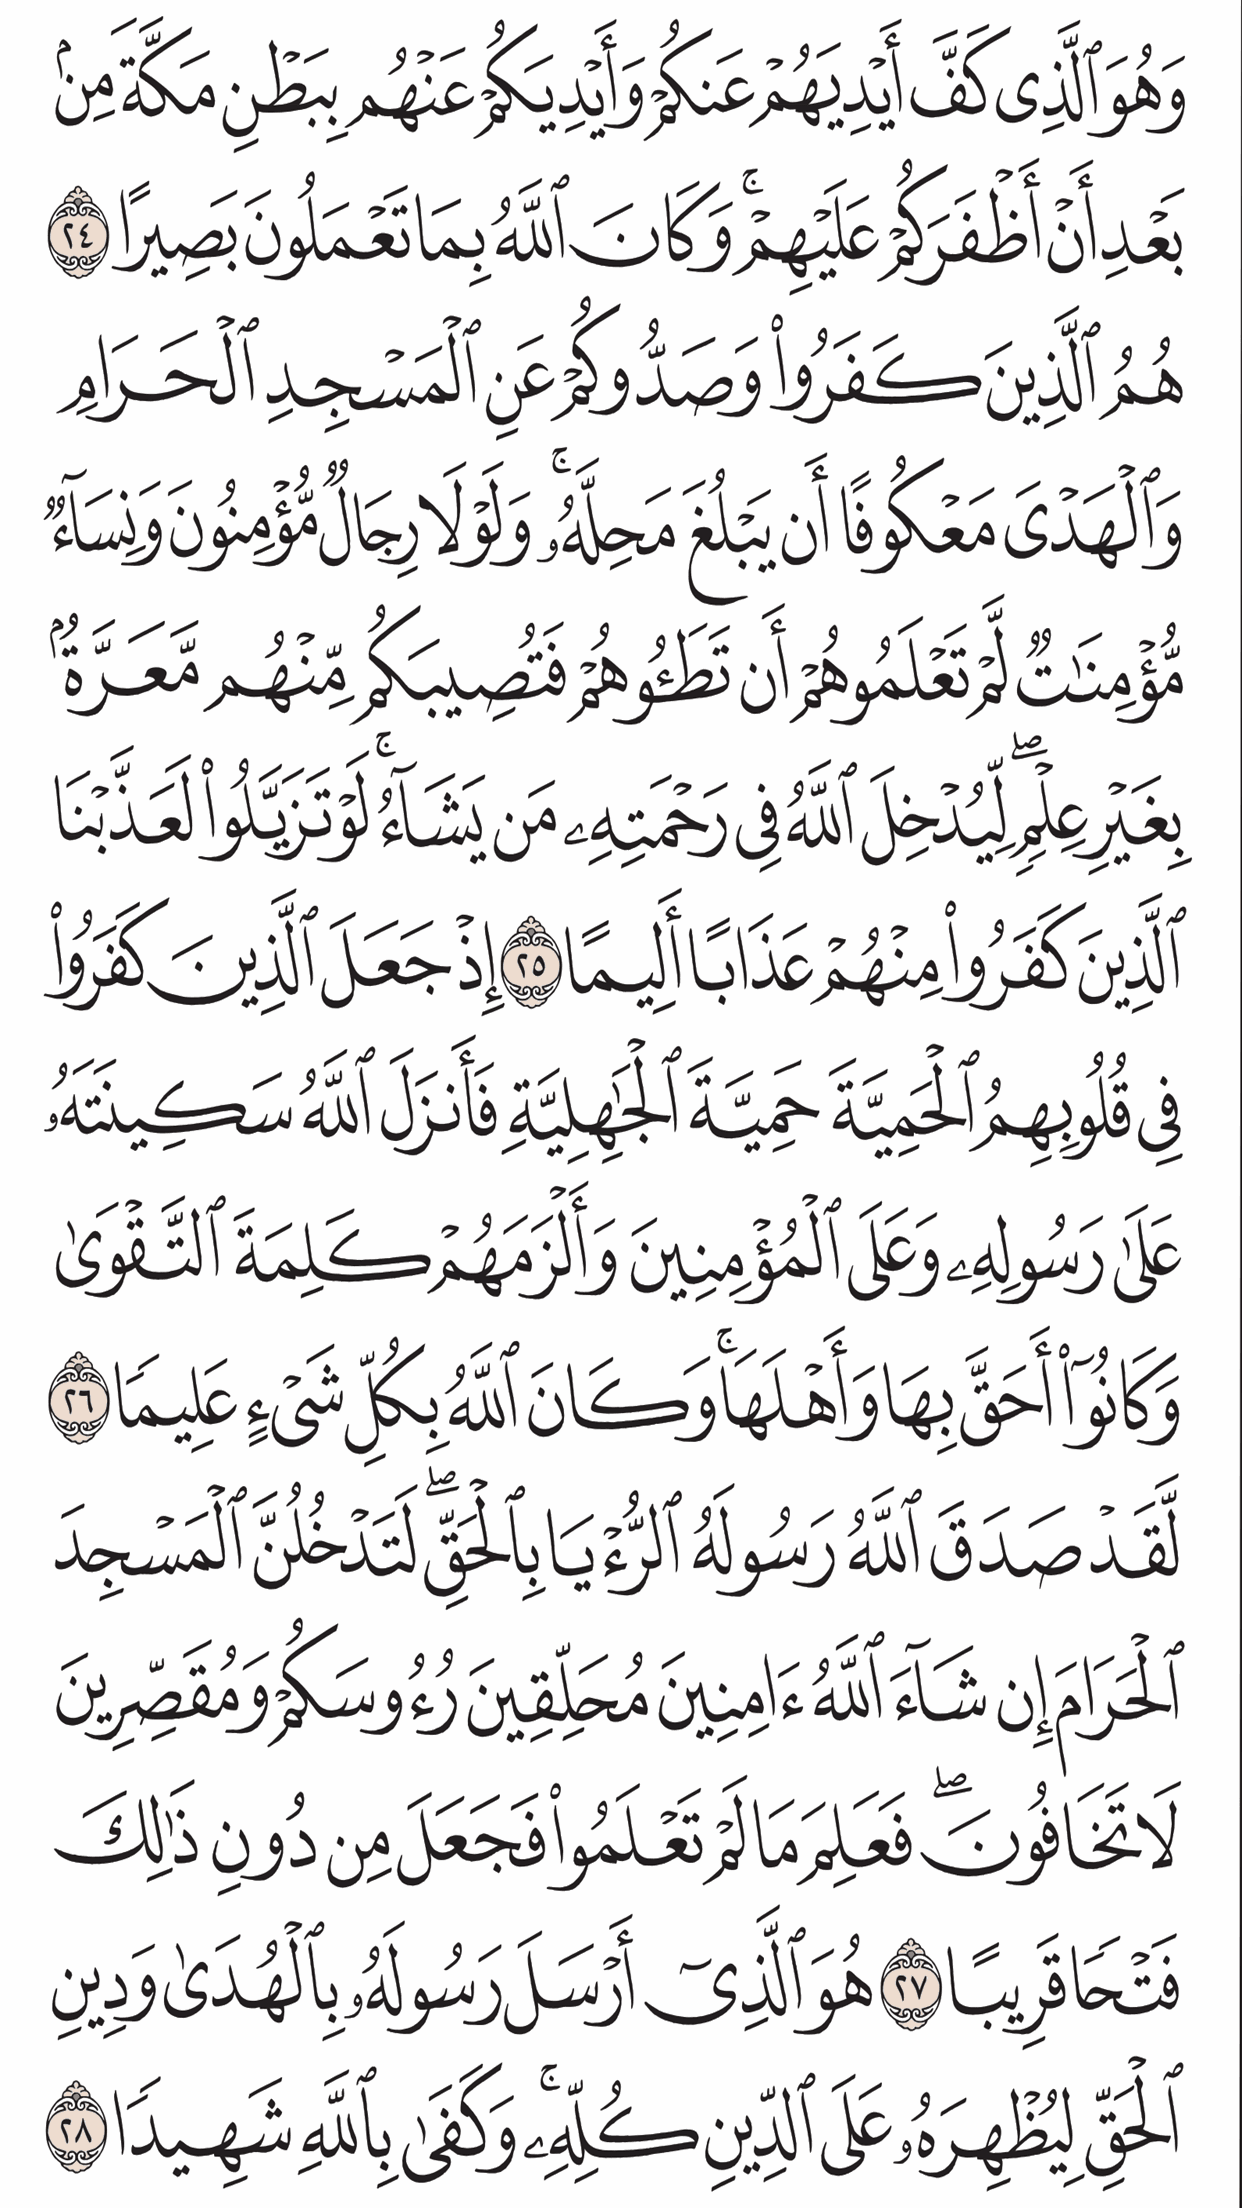 وَهُوَ ٱلَّذِى كَفَّ أَيْدِيَهُمْ عَنكُمْ وَأَيْدِيَكُمْ عَنْهُم بِبَطْنِ مَكَّةَ مِنۢ
بَعْدِ أَنْ أَظْفَرَكُمْ عَلَيْهِمْ ۚ وَكَانَ ٱللَّهُ بِمَا تَعْمَلُونَ بَصِيرًا ٢٤
هُمُ ٱلَّذِينَ كَفَرُوا۟ وَصَدُّوكُمْ عَنِ ٱلْمَسْجِدِ ٱلْحَرَامِ
وَٱلْهَدْىَ مَعْكُوفًا أَن يَبْلُغَ مَحِلَّهُۥ ۚ وَلَوْلَا رِجَالٌ مُّؤْمِنُونَ وَنِسَآءٌ
مُّؤْمِنَـٰتٌ لَّمْ تَعْلَمُوهُمْ أَن تَطَـُٔوهُمْ فَتُصِيبَكُم مِّنْهُم مَّعَرَّةٌۢ
بِغَيْرِ عِلْمٍ ۖ لِّيُدْخِلَ ٱللَّهُ فِى رَحْمَتِهِۦ مَن يَشَآءُ ۚ لَوْ تَزَيَّلُوا۟ لَعَذَّبْنَا
ٱلَّذِينَ كَفَرُوا۟ مِنْهُمْ عَذَابًا أَلِيمًا ٢٥ إِذْ جَعَلَ ٱلَّذِينَ كَفَرُوا۟
فِى قُلُوبِهِمُ ٱلْحَمِيَّةَ حَمِيَّةَ ٱلْجَـٰهِلِيَّةِ فَأَنزَلَ ٱللَّهُ سَكِينَتَهُۥ
عَلَىٰ رَسُولِهِۦ وَعَلَى ٱلْمُؤْمِنِينَ وَأَلْزَمَهُمْ كَلِمَةَ ٱلتَّقْوَىٰ
وَكَانُوٓا۟ أَحَقَّ بِهَا وَأَهْلَهَا ۚ وَكَانَ ٱللَّهُ بِكُلِّ شَىْءٍ عَلِيمًا ٢٦
لَّقَدْ صَدَقَ ٱللَّهُ رَسُولَهُ ٱلرُّءْيَا بِٱلْحَقِّ ۖ لَتَدْخُلُنَّ ٱلْمَسْجِدَ
ٱلْحَرَامَ إِن شَآءَ ٱللَّهُ ءَامِنِينَ مُحَلِّقِينَ رُءُوسَكُمْ وَمُقَصِّرِينَ
لَا تَخَافُونَ ۖ فَعَلِمَ مَا لَمْ تَعْلَمُوا۟ فَجَعَلَ مِن دُونِ ذَٰلِكَ
فَتْحًا قَرِيبًا ٢٧ هُوَ ٱلَّذِىٓ أَرْسَلَ رَسُولَهُۥ بِٱلْهُدَىٰ وَدِينِ
ٱلْحَقِّ لِيُظْهِرَهُۥ عَلَى ٱلدِّينِ كُلِّهِۦ ۚ وَكَفَىٰ بِٱللَّهِ شَهِيدًا ٢٨